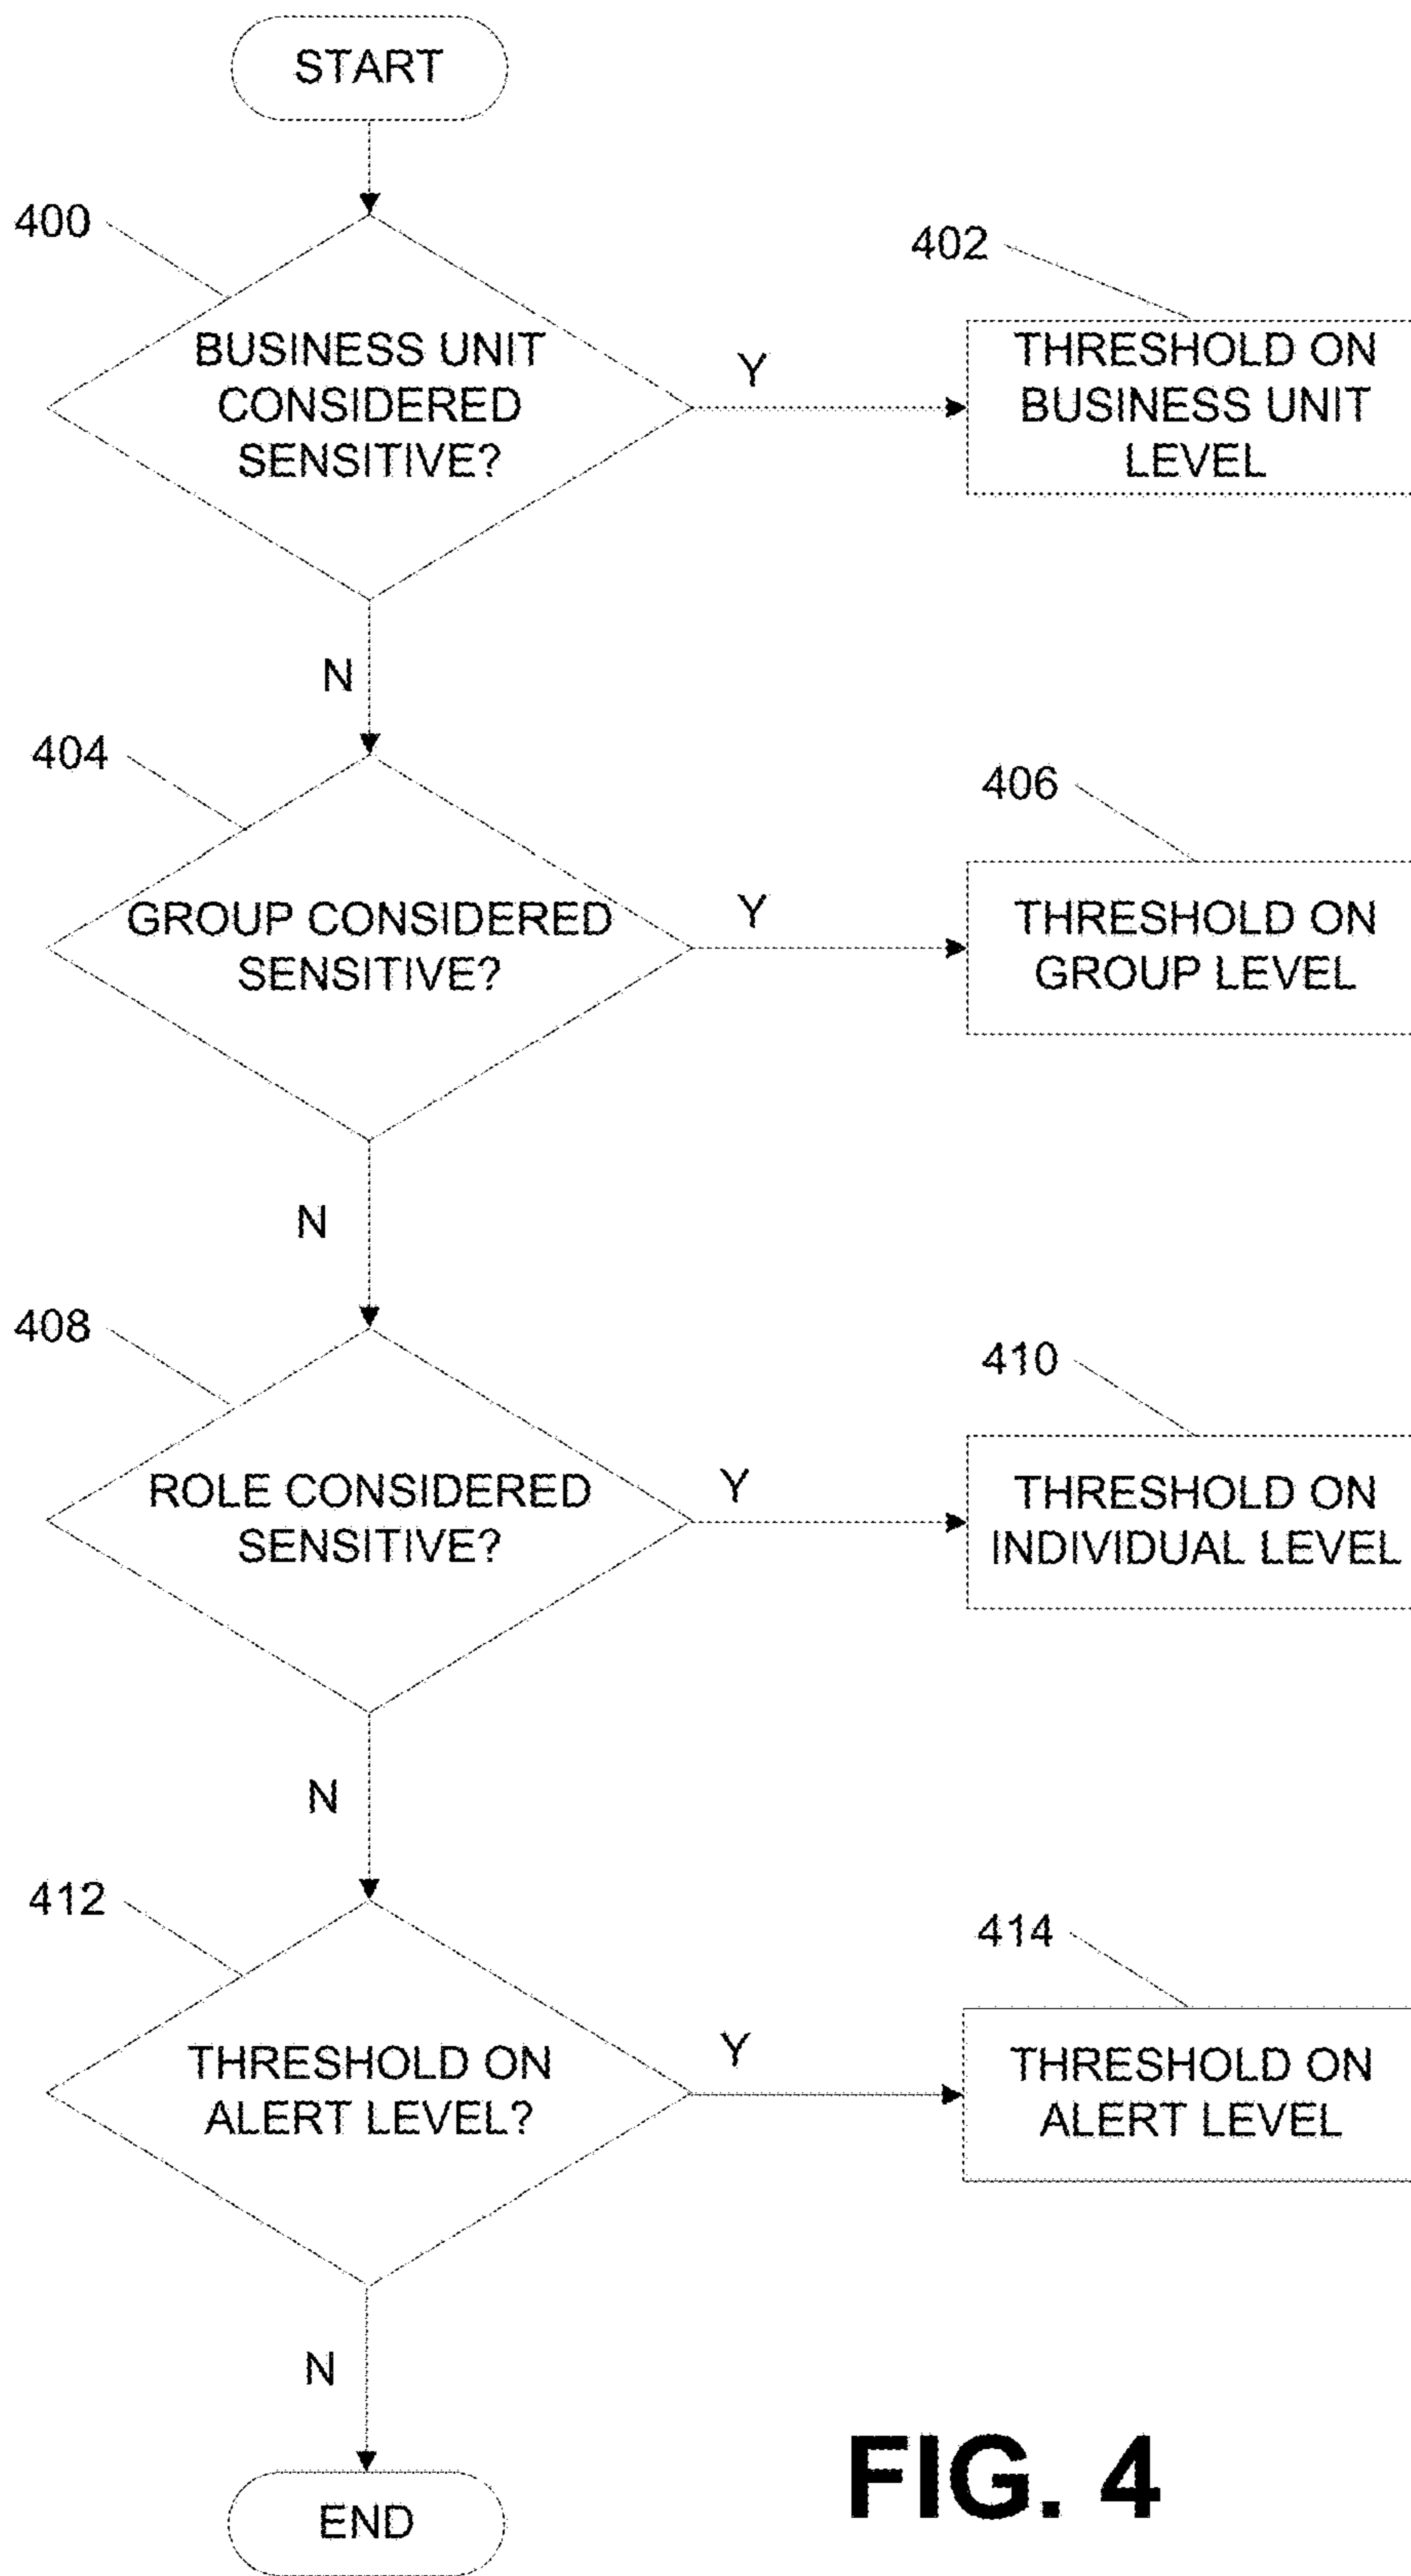 START
400
BUSINESS UNIT
CONSIDERED
SENSITIVE?
Y
402
THRESHOLD ON
BUSINESS UNIT
LEVEL
N
404
GROUP CONSIDERED
SENSITIVE?
Y
406
THRESHOLD ON
GROUP LEVEL
N
408
ROLE CONSIDERED
SENSITIVE?
Y
410
THRESHOLD ON
INDIVIDUAL LEVEL
N
412
THRESHOLD ON
ALERT LEVEL?
Y
414
THRESHOLD ON
ALERT LEVEL
N
END
FIG. 4